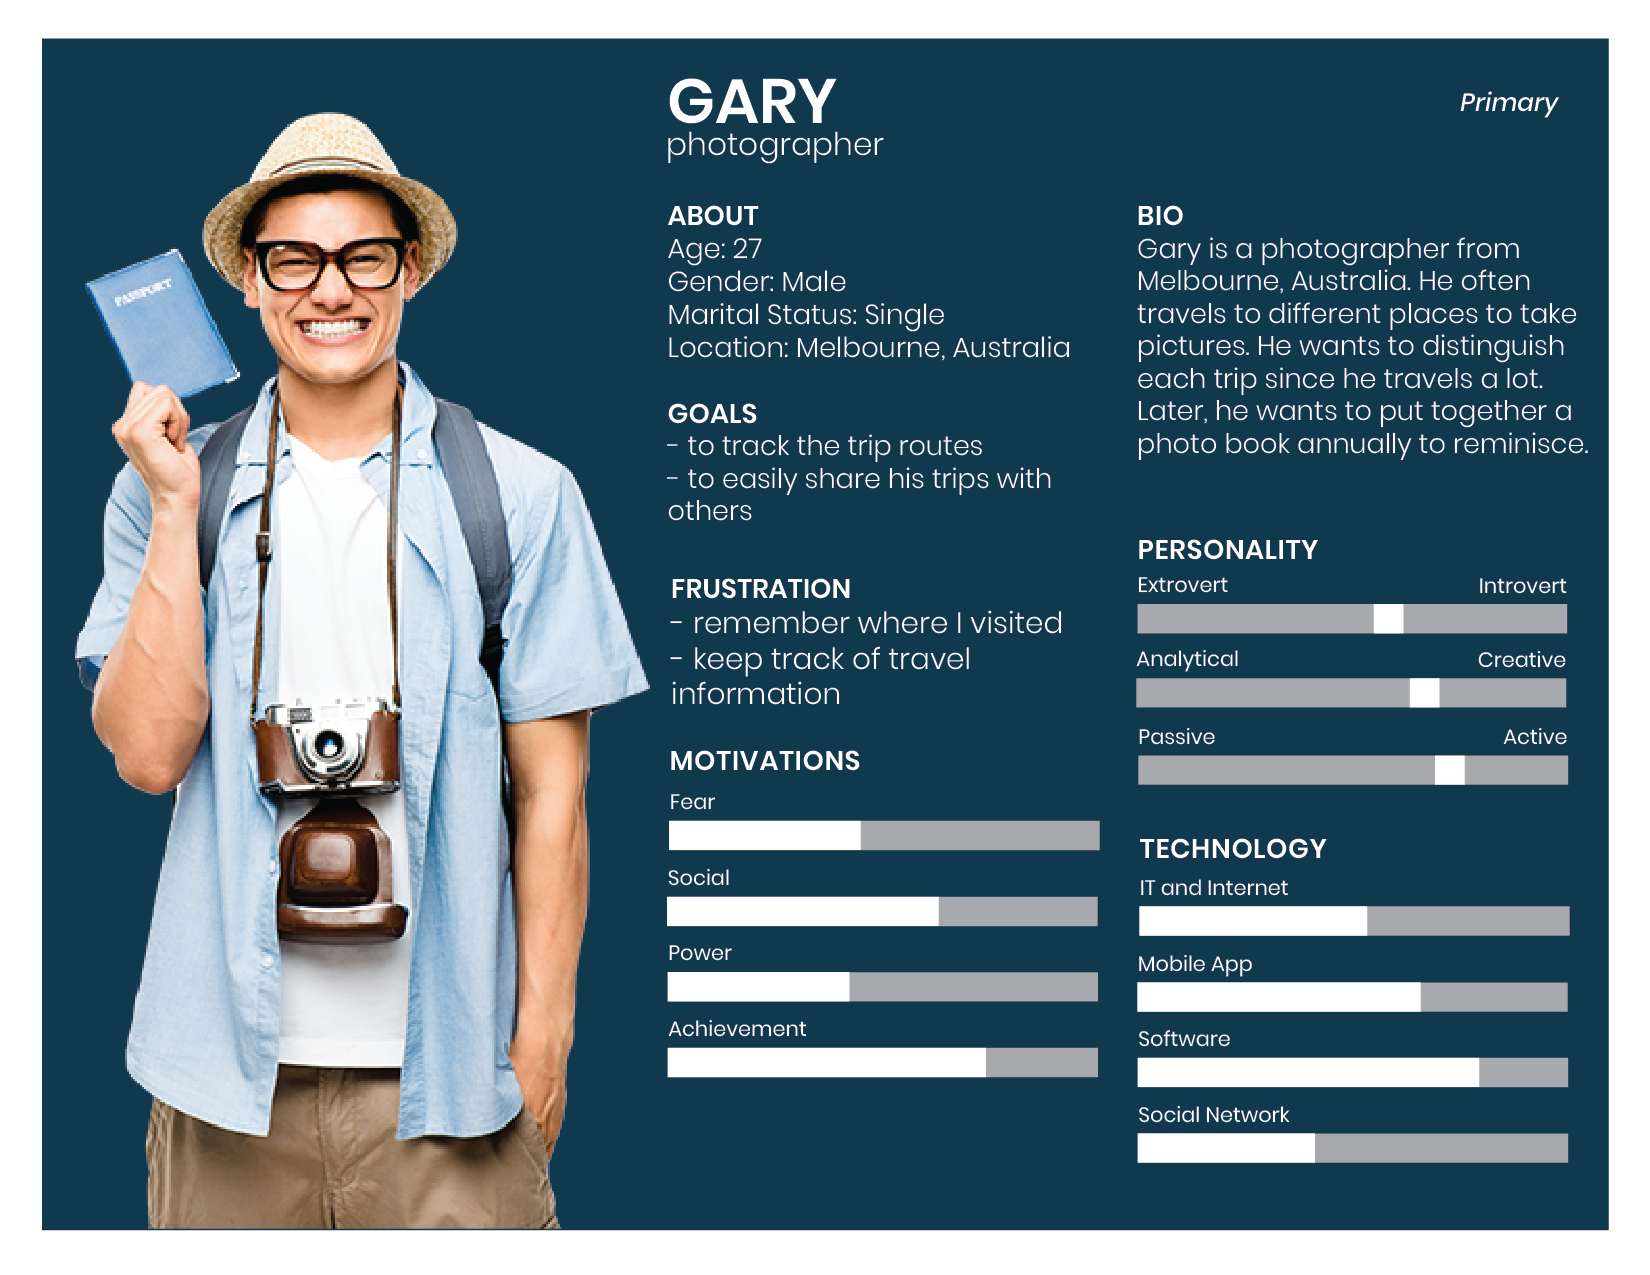 GARY
photographer
Primary
PASSPORT
ABOUT
Age: 27
Gender: Male
Marital Status: Single
Location: Melbourne, Australia
GOALS
- to track the trip routes
- to easily share his trips with
others
FRUSTRATION
- remember where I visited
- keep track of travel
information
MOTIVATIONS
Fear
Social
Power
Achievement
BIO
Gary is a photographer from
Melbourne, Australia. He often
travels to different places to take
pictures. He wants to distinguish
each trip since he travels a lot.
Later, he wants to put together a
photo book annually to reminisce.
PERSONALITY
Extrovert Introvert
Analytical Creative
Passive Active
TECHNOLOGY
IT and Internet
Mobile App
Software
Social Network